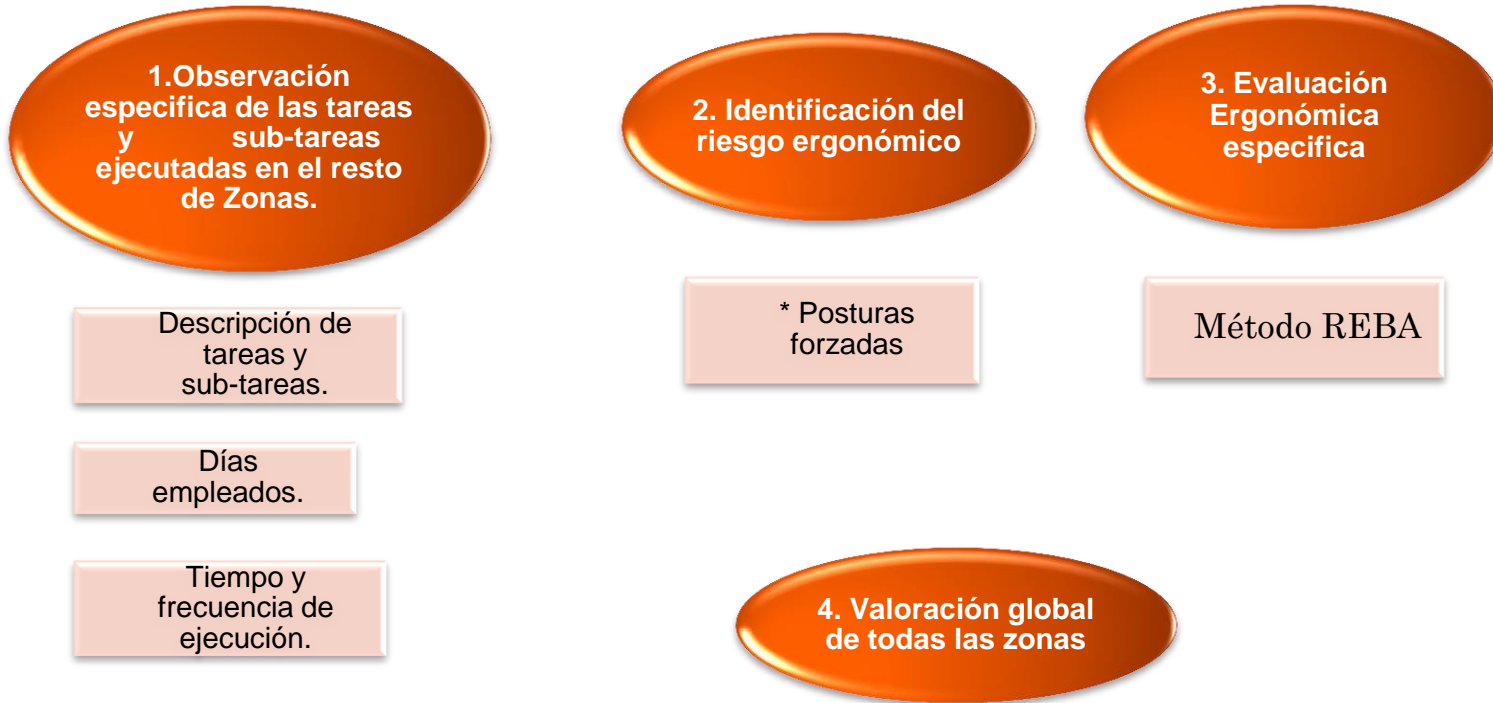 1.Observación
especifica de las tareas
y sub-tareas
ejecutadas en el resto
de Zonas.
Descripción de
tareas y
sub-tareas.
Días
empleados.
Tiempo y
frecuencia de
ejecución.
2. Identificación del
riesgo ergonómico
* Posturas
forzadas
3. Evaluación
Ergonómica
especifica
Método REBA
4. Valoración global
de todas las zonas